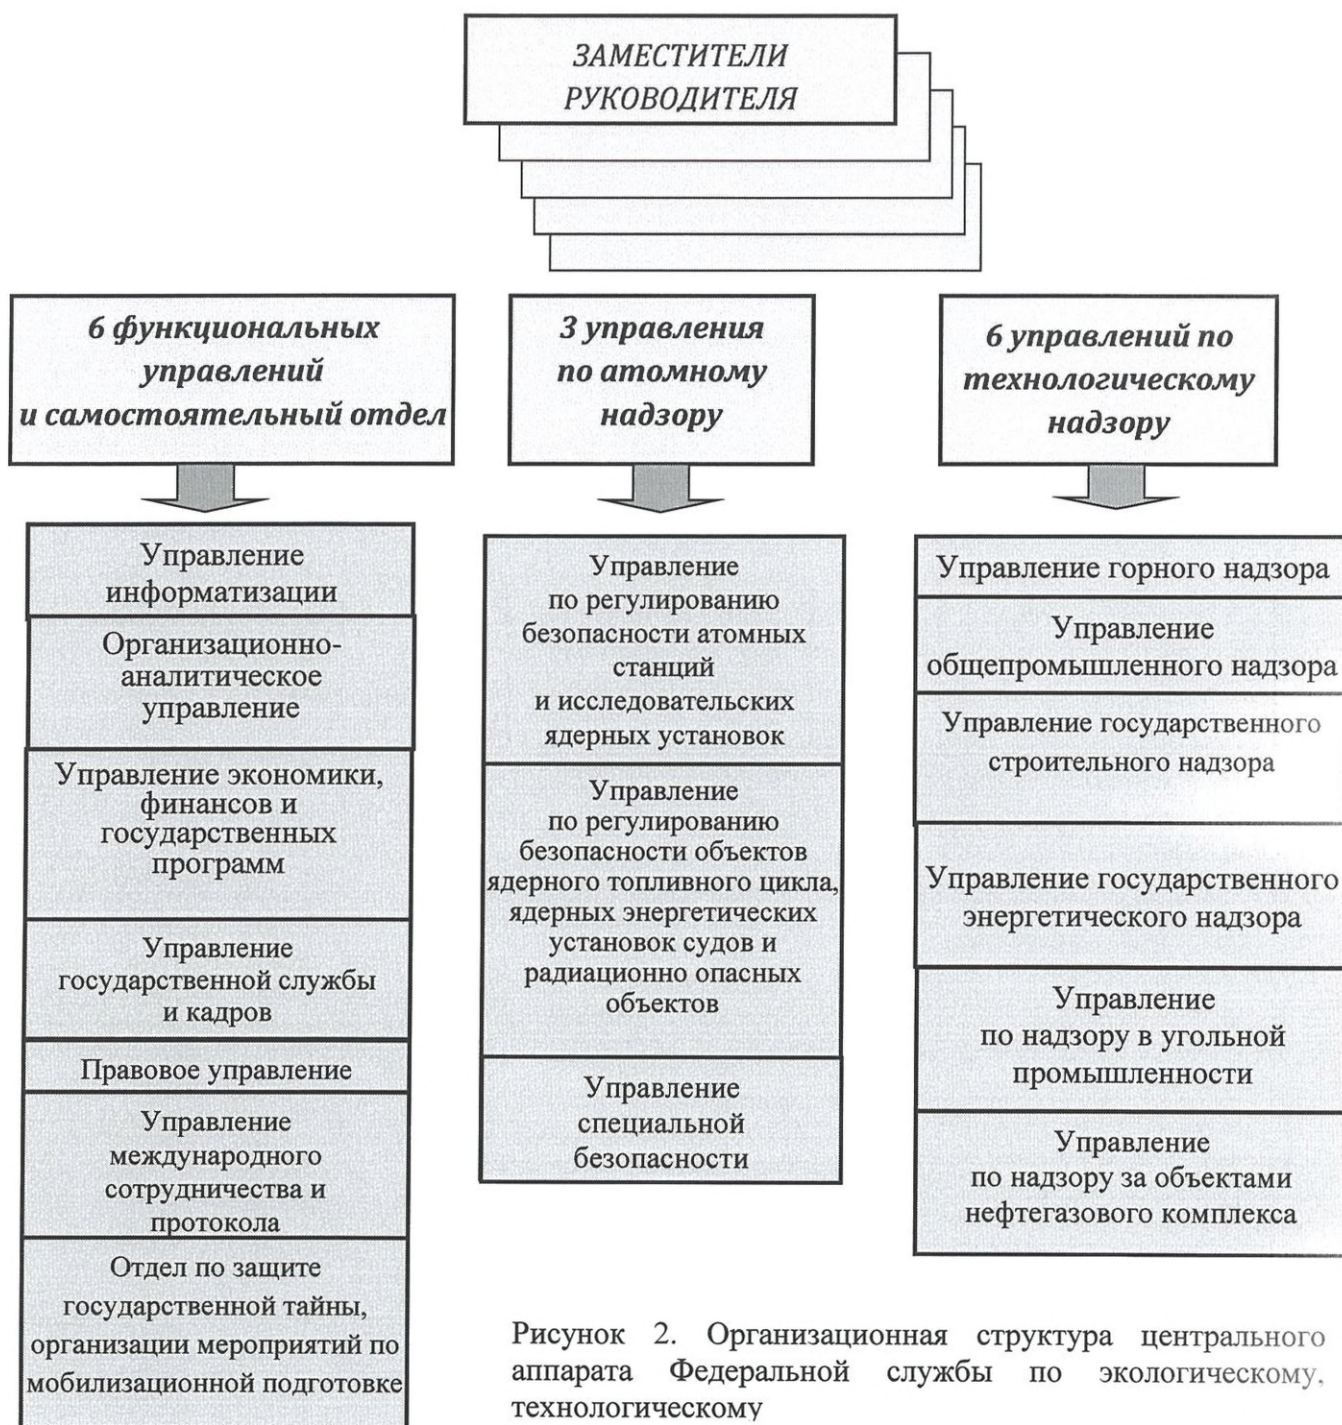 ЗАМЕСТИТЕЛИ
РУКОВОДИТЕЛЯ
6 функциональных
управлений
и самостоятельный отдел
3 управления
по атомному
надзору
6 управлений по
технологическому
надзору
Управление
информатизации
Организационно-
аналитическое
управление
Управление экономики,
финансов и
государственных
программ
Управление
государственной службы
и кадров
Правовое управление
Управление
международного
сотрудничества и
протокола
Отдел по защите
государственной тайны,
организации мероприятий по
мобилизационной подготовке
Управление
по регулированию
безопасности атомных
станций
и исследовательских
ядерных установок
Управление
по регулированию
безопасности объектов
ядерного топливного цикла,
ядерных энергетических
установок судов и
радиационно опасных
объектов
Управление
специальной
безопасности
Управление горного надзора
Управление
общепромышленного надзора
Управление государственного
строительного надзора
Управление государственного
энергетического надзора
Управление
по надзору в угольной
промышленности
Управление
по надзору за объектами
нефтегазового комплекса
Рисунок 2. Организационная структура центрального
аппарата Федеральной службы по экологическому,
технологическому